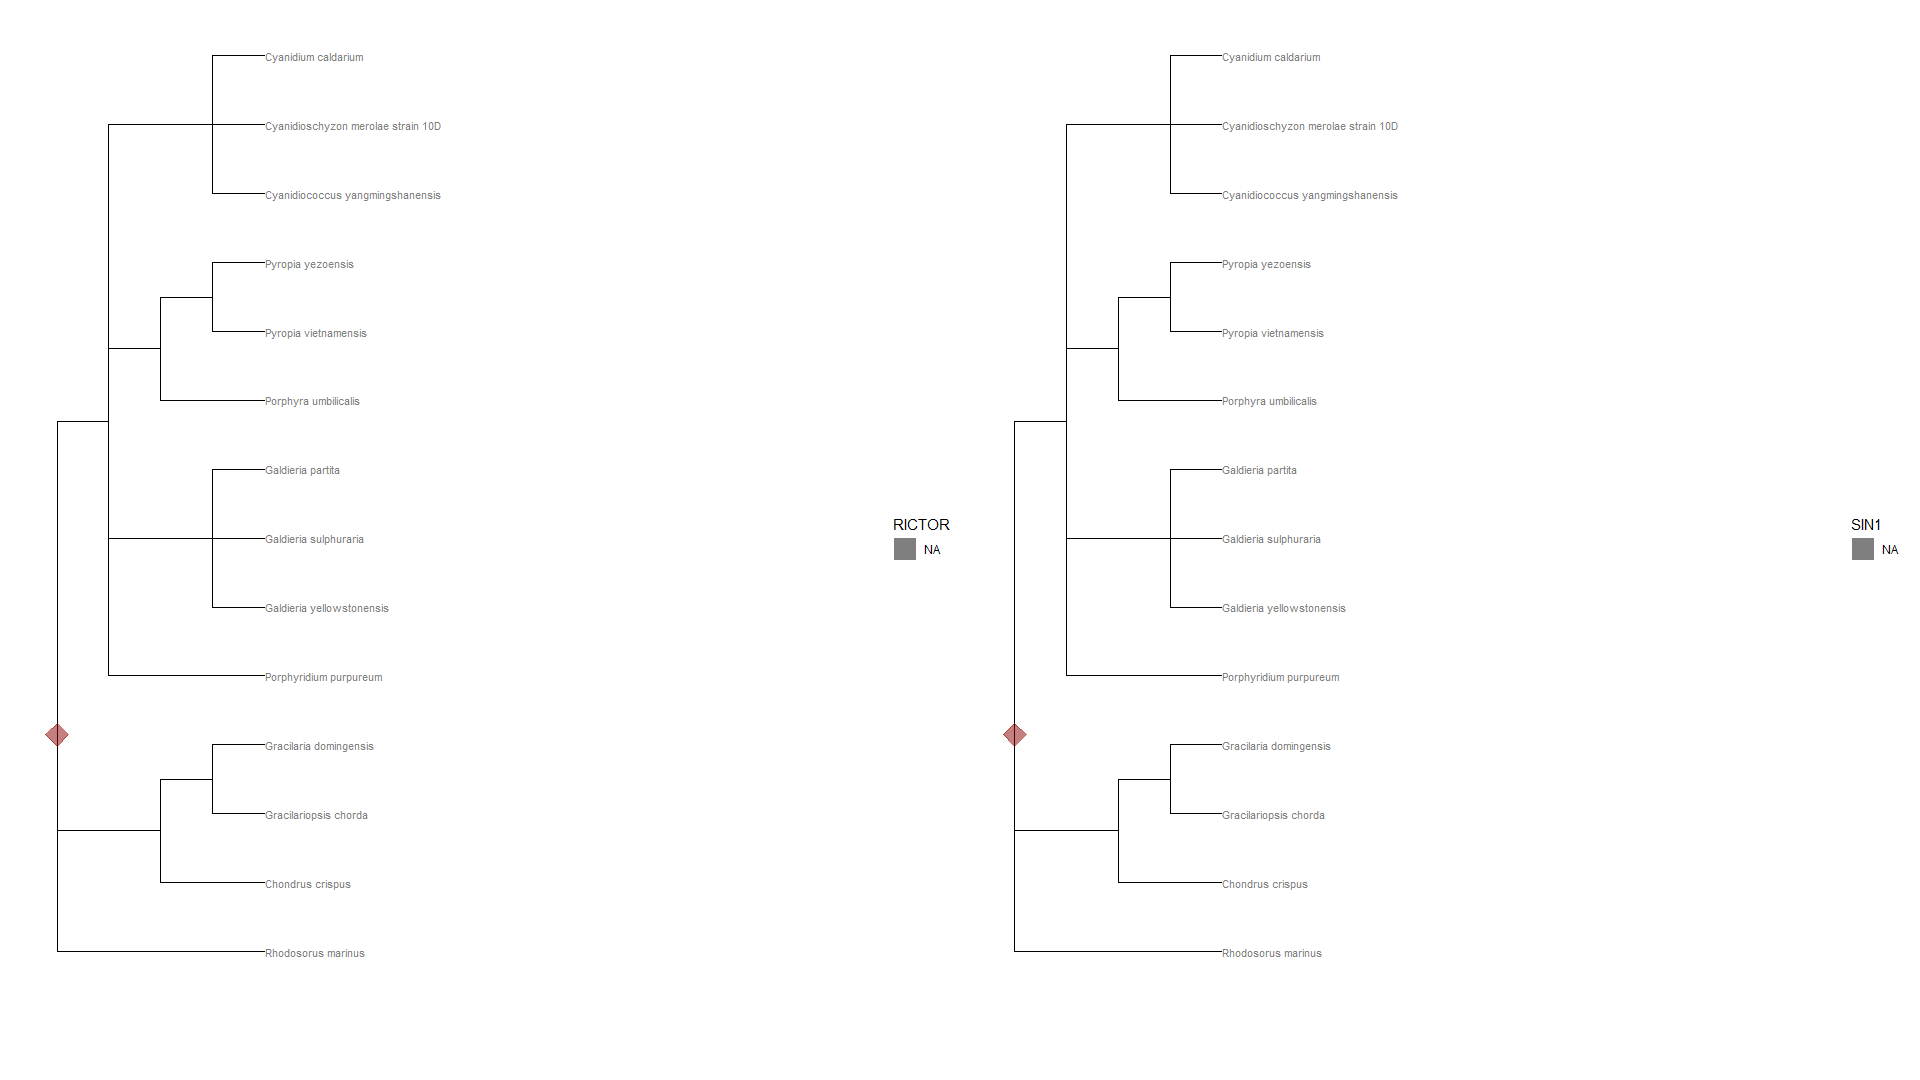 Cyanidium caldarium
Cyanidioschyzon merolae strain 10D
Cyanidiococcus yangmingshanensis
Pyropia yezoensis
Pyropia vietnamensis
Porphyra umbilicalis
Galdieria partita
Galdieria sulphuraria
Galdieria yellowstonensis
Porphyridium purpureum
Gracilaria domingensis
Gracilariopsis chorda
Chondrus crispus
Rhodosorus marinus
RICTOR
NA
Cyanidium caldarium
Cyanidioschyzon merolae strain 10D
Cyanidiococcus yangmingshanensis
Pyropia yezoensis
Pyropia vietnamensis
Porphyra umbilicalis
Galdieria partita
Galdieria sulphuraria
Galdieria yellowstonensis
Porphyridium purpureum
Gracilaria domingensis
Gracilariopsis chorda
Chondrus crispus
Rhodosorus marinus
SIN1
NA